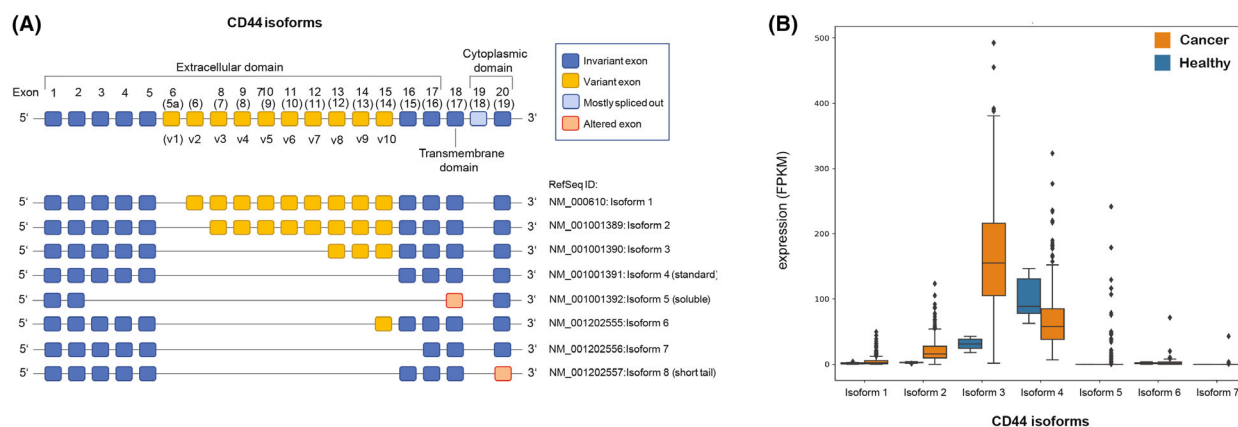 (A)
CD44 isoforms
Extracellular domain
Cytoplasmic domain
Exon 1 2 3 4 5 6 7 8 9 710 11 12 13 14 15 16 17 18 19 20
(5a) (6) (7) (8) (9) (10) (11) (12) (13) (14) (15) (16) (17) (18) (19)
5' 3'
(v1) v2 v3 v4 v5 v6 v7 v8 v9 v10
Transmembrane domain
Invariant exon
Variant exon
Mostly spliced out
Altered exon
RefSeq ID:
5' 3' NM_000610: Isoform 1
5' 3' NM_001001389: Isoform 2
5' 3' NM_001001390: Isoform 3
5' 3' NM_001001391: Isoform 4 (standard)
5' 3' NM_001001392: Isoform 5 (soluble)
5' 3' NM_001202555: Isoform 6
5' 3' NM_001202556: Isoform 7
5' 3' NM_001202557: Isoform 8 (short tail)
(B)
Cancer
Healthy
expression (FPKM)
500
400
300
200
100
0
Isoform 1 Isoform 2 Isoform 3 Isoform 4 Isoform 5 Isoform 6 Isoform 7
CD44 isoforms